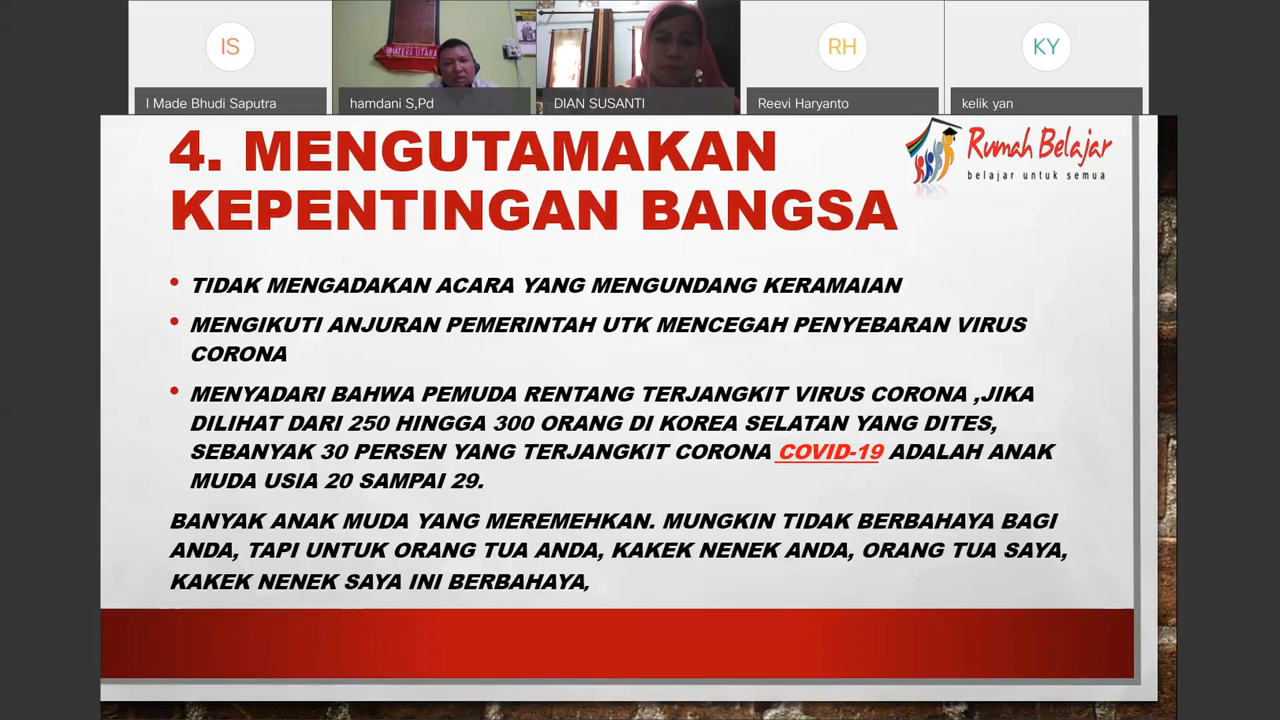 IS
RH
KY
SUMATERA UTARA
I Made Bhudi Saputra
hamdani S,Pd
DIAN SUSANTI
Reevi Haryanto
kelik yan
4. MENGUTAMAKAN
KEPENTINGAN BANGSA
Rumah Belajar
belajar untuk semua
• TIDAK MENGADAKAN ACARA YANG MENGUNDANG KERAMAIAN
• MENGIKUTI ANJURAN PEMERINTAH UTK MENCEGAH PENYEBARAN VIRUS
CORONA
• MENYADARI BAHWA PEMUDA RENTANG TERJANGKIT VIRUS CORONA ,JIKA
DILIHAT DARI 250 HINGGA 300 ORANG DI KOREA SELATAN YANG DITES,
SEBANYAK 30 PERSEN YANG TERJANGKIT CORONA COVID-19 ADALAH ANAK
MUDA USIA 20 SAMPAI 29.
BANYAK ANAK MUDA YANG MEREMEHKAN. MUNGKIN TIDAK BERBAHAYA BAGI
ANDA, TAPI UNTUK ORANG TUA ANDA, KAKEK NENEK ANDA, ORANG TUA SAYA,
KAKEK NENEK SAYA INI BERBAHAYA,